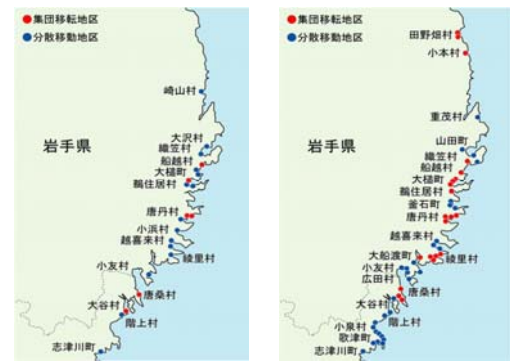 集団移転地区
分散移動地区
崎山村
大沢村
織笠村
岩手県
船越村
大槌町
鵜住居村
唐丹村
小浜村
越喜来村
綾里村
小友村
唐桑村
大谷村
階上村
志津川町
集団移転地区
分散移動地区
田野畑村
小本村
重茂村
山田町
岩手県
織笠村
船越村
大槌町
鵜住居村
釜石町
唐丹村
越喜来村
大船渡町
綾里村
小友村
広田村
唐桑村
大谷村
階上村
小泉村
歌津町
志津川町